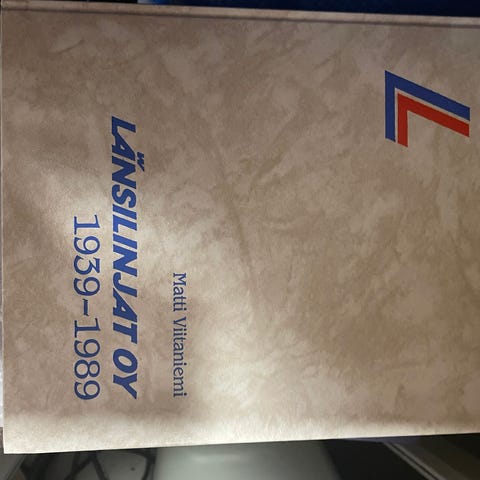 Matti Viitaniemi
LÄNSILINJAT OY
1939-1989